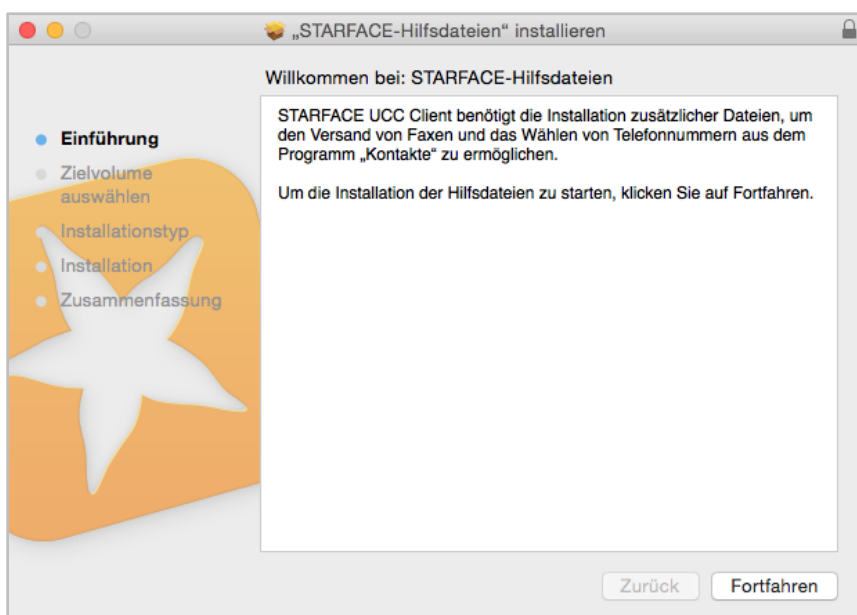 „STARFACE-Hilfsdateien“ installieren
Willkommen bei: STARFACE-Hilfsdateien
Einführung
Zielvolume
auswählen
Installationstyp
Installation
Zusammenfassung
STARFACE UCC Client benötigt die Installation zusätzlicher Dateien, um
den Versand von Faxen und das Wählen von Telefonnummern aus dem
Programm „Kontakte“ zu ermöglichen.
Um die Installation der Hilfsdateien zu starten, klicken Sie auf Fortfahren.
Zurück
Fortfahren